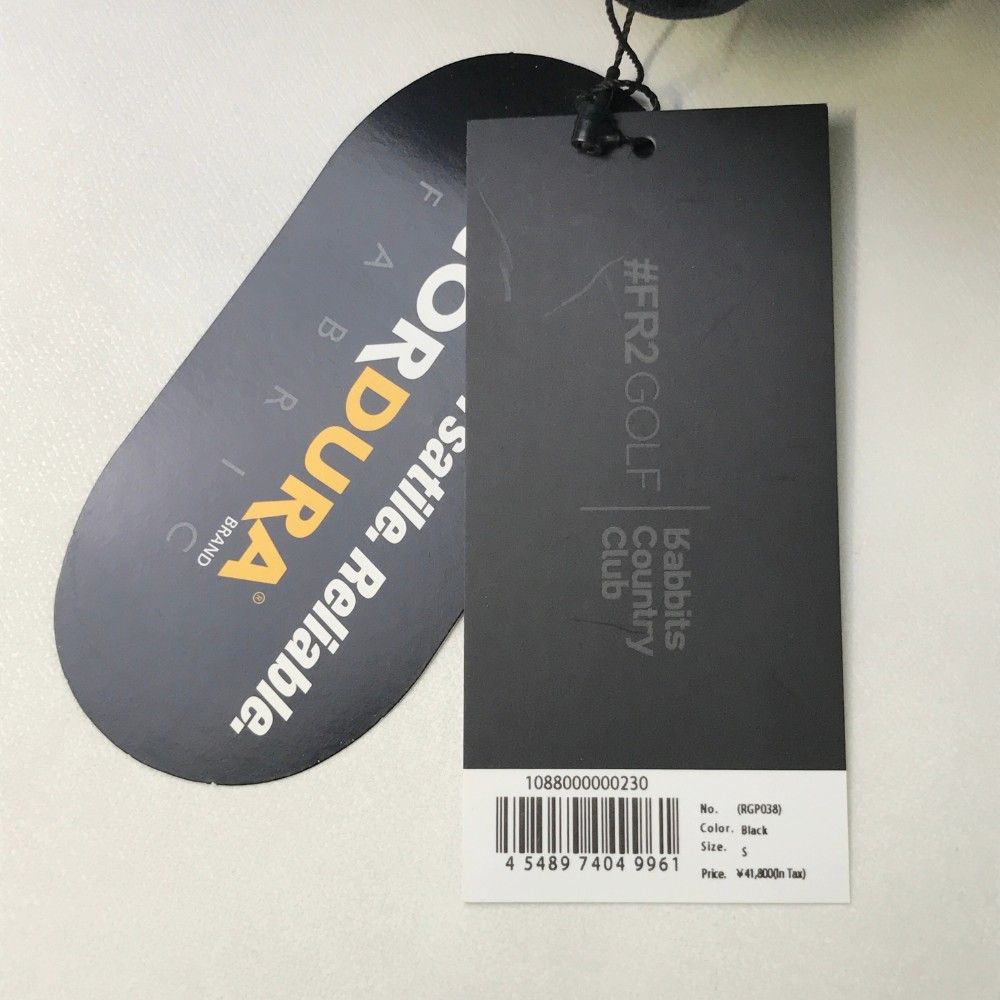 FABRIC
ORDURA
BRAND
®
rsatile. Reliable.
#FR2 GOLF
Rabbits
Country
Club
1088000000230
4 5489 7404 9961
No. (RGP038)
Color. Black
Size. S
Price. ¥41,800(In Tax)